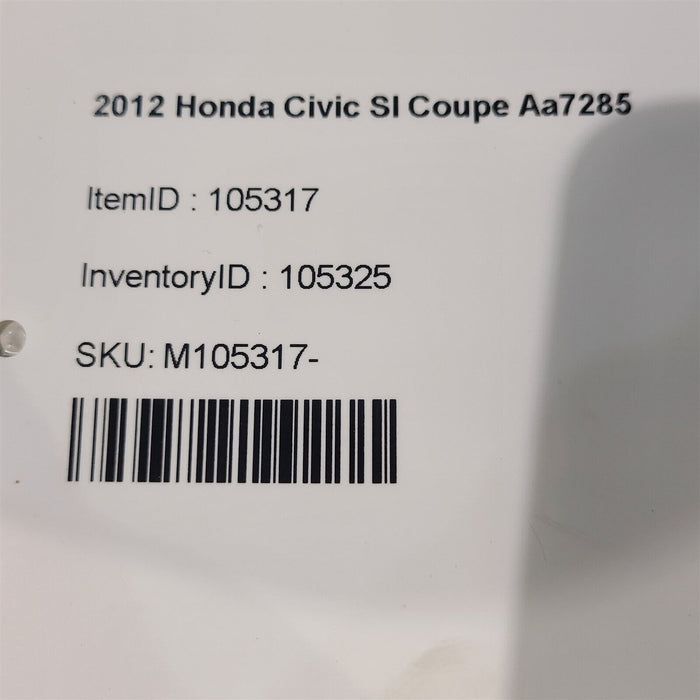 2012 Honda Civic SI Coupe Aa7285
ItemID : 105317
InventoryID : 105325
SKU: M105317-